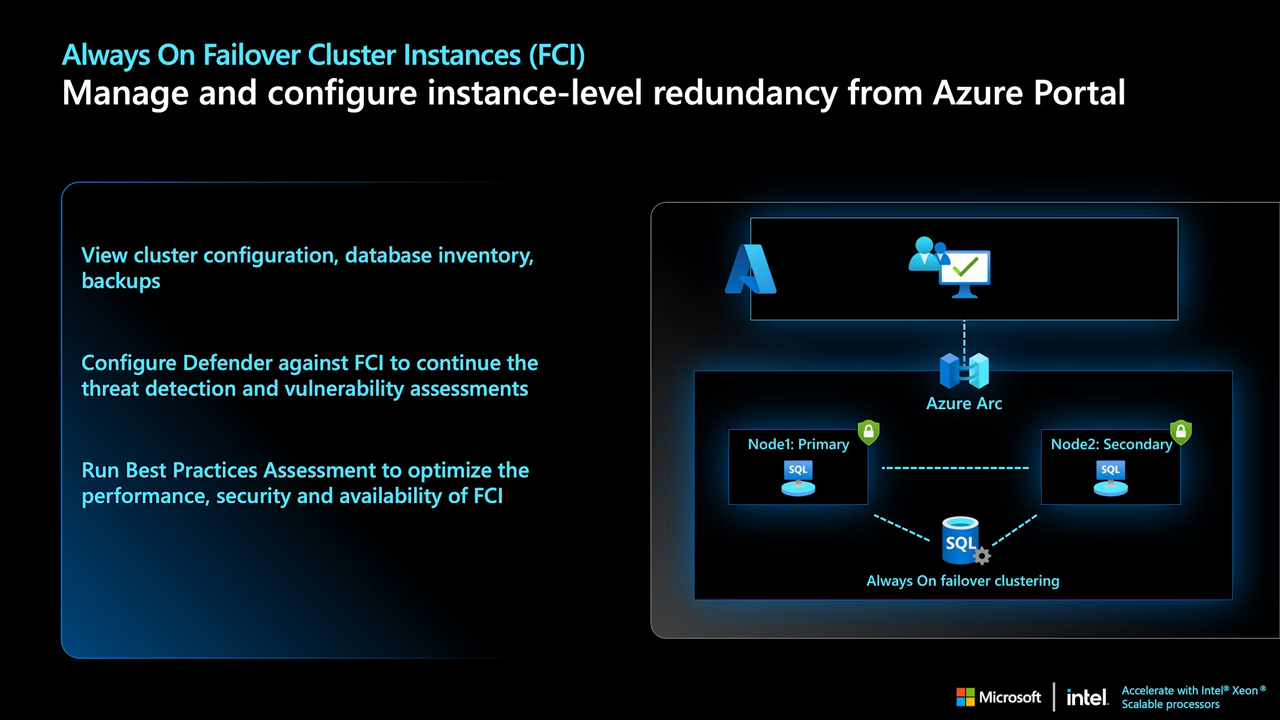 Always On Failover Cluster Instances (FCI)
Manage and configure instance-level redundancy from Azure Portal
View cluster configuration, database inventory,
backups
Configure Defender against FCI to continue the
threat detection and vulnerability assessments
Run Best Practices Assessment to optimize the
performance, security and availability of FCI
Azure Arc
Node1: Primary
SQL
Node2: Secondary
SQL
SQL
Always On failover clustering
Microsoft
intel.
Accelerate with Intel® Xeon®
Scalable processors